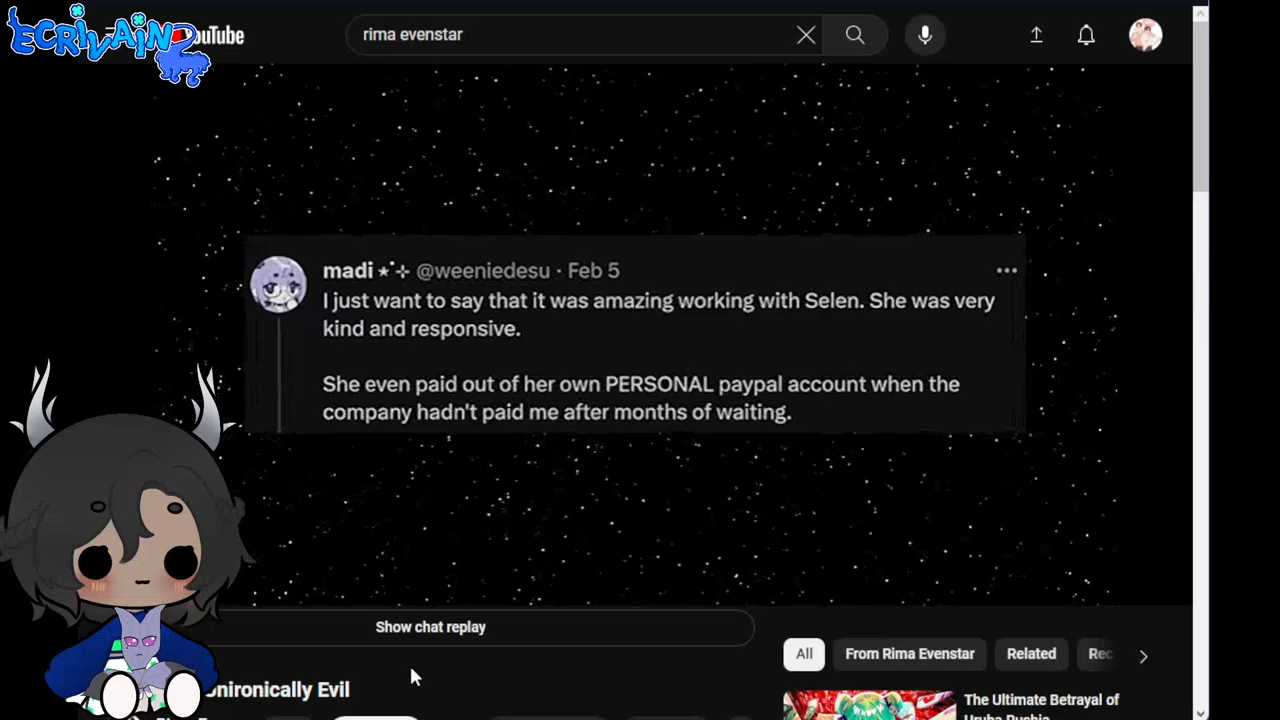 ECRIVAIN
YouTube
rima evenstar
madi ⋆˙⊹ @weeniedesu · Feb 5
I just want to say that it was amazing working with Selen. She was very
kind and responsive.
She even paid out of her own PERSONAL paypal account when the
company hadn't paid me after months of waiting.
Show chat replay
All
From Rima Evenstar
Related
Rec
nironically Evil
The Ultimate Betrayal of